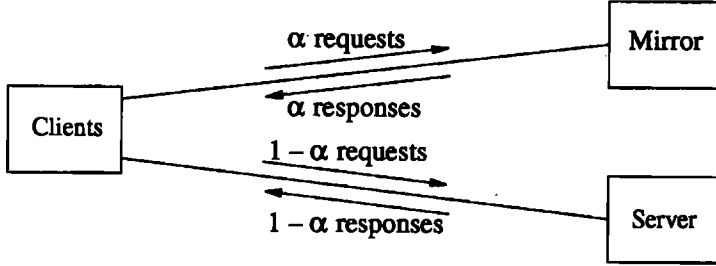 α requests
Mirror
α responses
Clients
1 – α requests
1 – α responses
Server